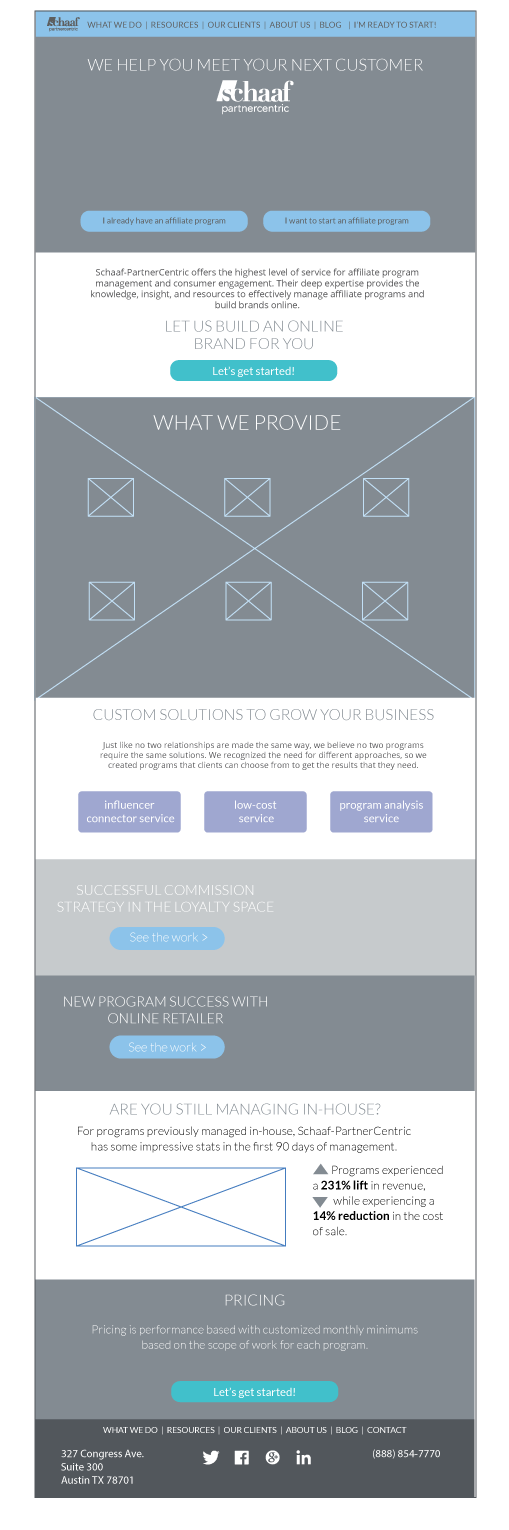 schaaf
partnercentric
WHAT WE DO | RESOURCES | OUR CLIENTS | ABOUT US | BLOG | I'M READY TO START!
WE HELP YOU MEET YOUR NEXT CUSTOMER
schaaf
partnercentric
I already have an affiliate program
I want to start an affiliate program
Schaaf-PartnerCentric offers the highest level of service for affiliate program
management and consumer engagement. Their deep expertise provides the
knowledge, insight, and resources to effectively manage affiliate programs and
build brands online.
LET US BUILD AN ONLINE
BRAND FOR YOU
Let's get started!
WHAT WE PROVIDE
CUSTOM SOLUTIONS TO GROW YOUR BUSINESS
Just like no two relationships are made the same way, we believe no two programs
require the same solutions. We recognized the need for different approaches, so we
created programs that clients can choose from to get the results that they need.
influencer
connector service
low-cost
service
program analysis
service
SUCCESSFUL COMMISSION
STRATEGY IN THE LOYALTY SPACE
See the work >
NEW PROGRAM SUCCESS WITH
ONLINE RETAILER
See the work >
ARE YOU STILL MANAGING IN-HOUSE?
For programs previously managed in-house, Schaaf-PartnerCentric
has some impressive stats in the first 90 days of management.
Programs experienced
a 231% lift in revenue,
while experiencing a
14% reduction in the cost
of sale.
PRICING
Pricing is performance based with customized monthly minimums
based on the scope of work for each program.
Let's get started!
WHAT WE DO | RESOURCES | OUR CLIENTS | ABOUT US | BLOG | CONTACT
327 Congress Ave.
Suite 300
Austin TX 78701
(888) 854-7770